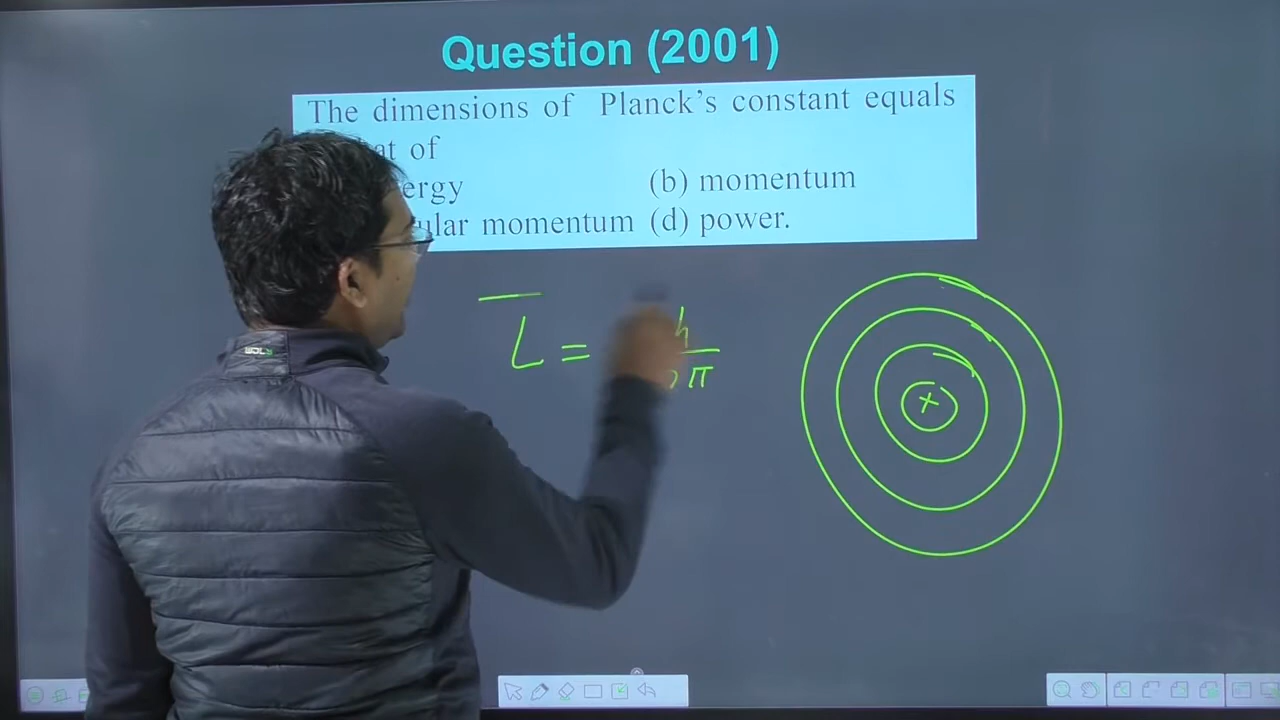 Question (2001)
The dimensions of Planck's constant equals
at of
ergy (b) momentum
ular momentum (d) power.
L = h
π